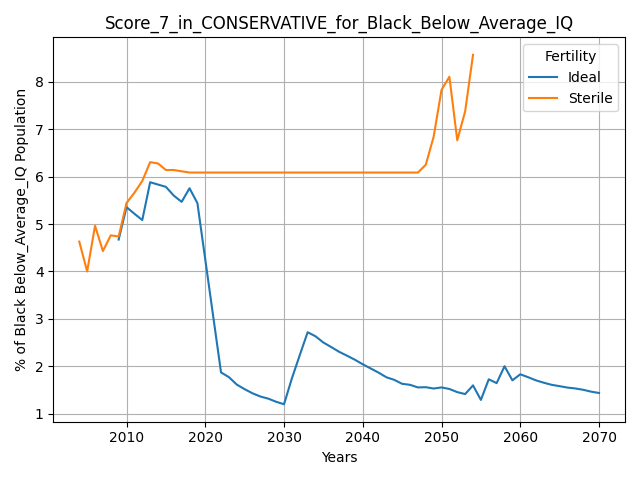 Score_7_in_CONSERVATIVE_for_Black_Below_Average_IQ
Fertility
Ideal
Sterile
% of Black Below_Average_IQ Population
8
7
6
5
4
3
2
1
2010 2020 2030 2040 2050 2060 2070
Years